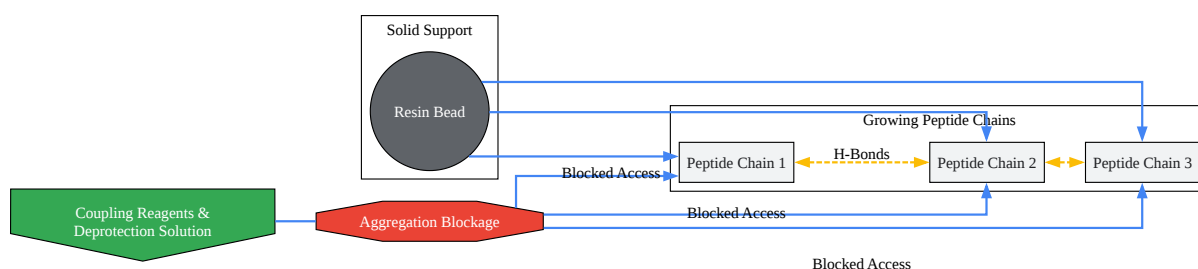 Solid Support
Resin Bead
Growing Peptide Chains
Peptide Chain 1
H-Bonds
Peptide Chain 2
Peptide Chain 3
Blocked Access
Coupling Reagents &
Deprotection Solution
Aggregation Blockage
Blocked Access
Blocked Access